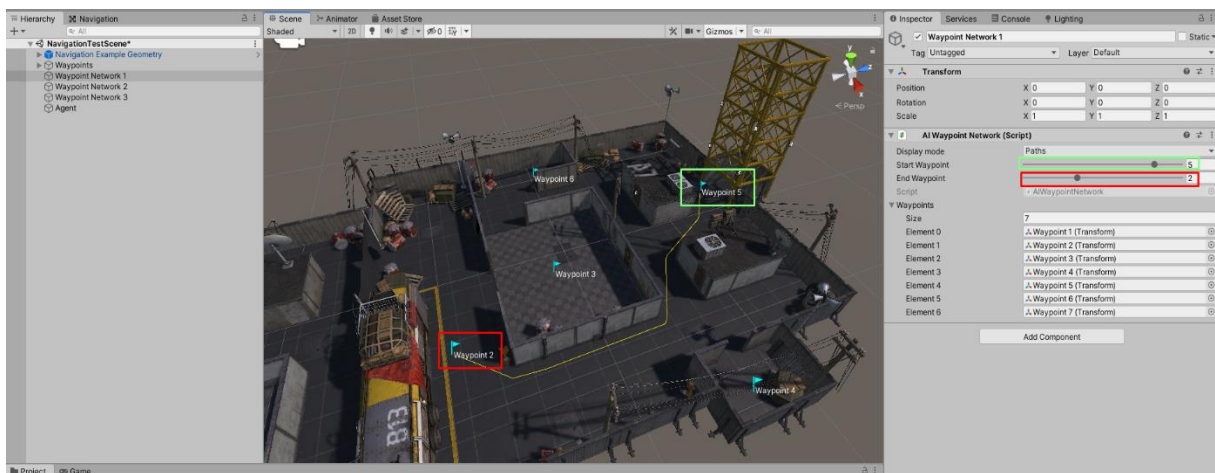 Hierarchy Navigation
All
NavigationTestScene*
Navigation Example Geometry
Waypoints
Waypoint Network 1
Waypoint Network 2
Waypoint Network 3
Agent
Scene Animator Asset Store
Shaded 2D 0 Gizmos All
y
z
x
Persp
Waypoint 6
Waypoint 5
Waypoint 3
Waypoint 2
Waypoint 4
B13
Inspector Services Console Lighting
Waypoint Network 1 Static
Tag Untagged Layer Default
Transform
Position X 0 Y 0 Z 0
Rotation X 0 Y 0 Z 0
Scale X 1 Y 1 Z 1
AI Waypoint Network (Script)
Display mode Paths
Start Waypoint 5
End Waypoint 2
Script AIWaypointNetwork
Waypoints
Size 7
Element 0 Waypoint 1 (Transform)
Element 1 Waypoint 2 (Transform)
Element 2 Waypoint 3 (Transform)
Element 3 Waypoint 4 (Transform)
Element 4 Waypoint 5 (Transform)
Element 5 Waypoint 6 (Transform)
Element 6 Waypoint 7 (Transform)
Add Component
Project Game